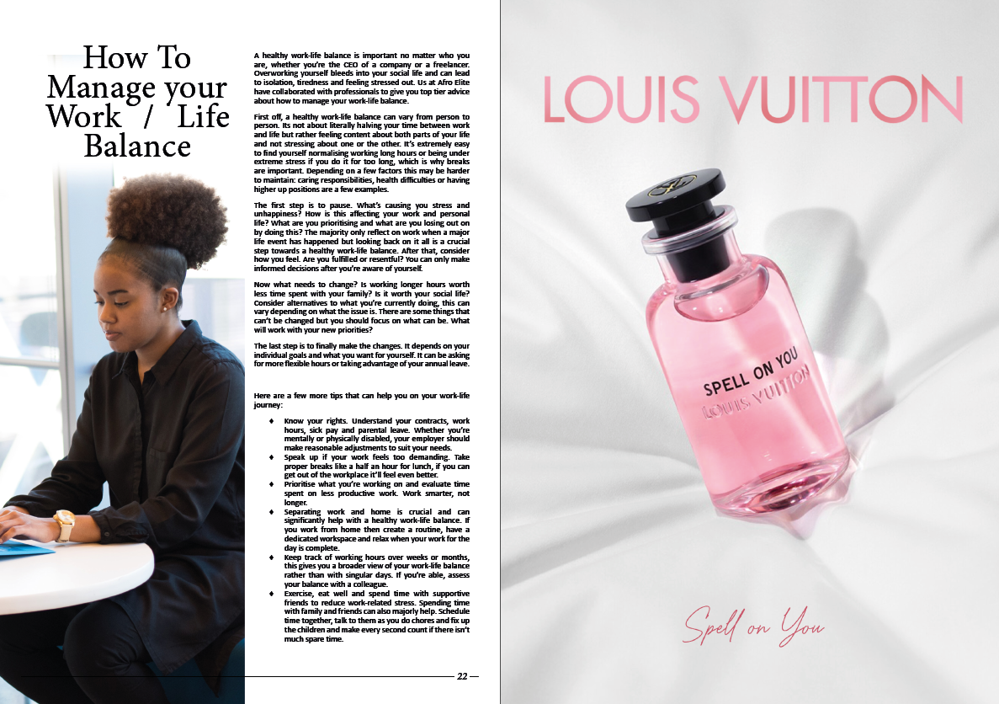 How To
Manage your
Work / Life
Balance
A healthy work-life balance is important no matter who you
are, whether you're the CEO of a company or a freelancer.
Overworking yourself bleeds into your social life and can lead
to isolation, tiredness and feeling stressed out. Us at Afro Elite
have collaborated with professionals to give you top tier advice
about how to manage your work-life balance.
First off, a healthy work-life balance can vary from person to
person. Its not about literally halving your time between work
and life but rather feeling content about both parts of your life
and not stressing about one or the other. It's extremely easy
to find yourself normalising working long hours or being under
extreme stress if you do it for too long, which is why breaks
are important. Depending on a few factors this may be harder
to maintain: caring responsibilities, health difficulties or having
higher up positions are a few examples.
The first step is to pause. What's causing you stress and
unhappiness? How is this affecting your work and personal
life? What are you prioritising and what are you losing out on
by doing this? The majority only reflect on work when a major
life event has happened but looking back on it all is a crucial
step towards a healthy work-life balance. After that, consider
how you feel. Are you fulfilled or resentful? You can only make
informed decisions after you're aware of yourself.
Now what needs to change? Is working longer hours worth
less time spent with your family? Is it worth your social life?
Consider alternatives to what you're currently doing, this can
vary depending on what the issue is. There are some things that
can't be changed but you should focus on what can be. What
will work with your new priorities?
The last step is to finally make the changes. It depends on your
individual goals and what you want for yourself. It can be asking
for more flexible hours or taking advantage of your annual leave.
Here are a few more tips that can help you on your work-life
journey:
♦ Know your rights. Understand your contracts, work
hours, sick pay and parental leave. Whether you're
mentally or physically disabled, your employer should
make reasonable adjustments to suit your needs.
♦ Speak up if your work feels too demanding. Take
proper breaks like a half an hour for lunch, if you can
get out of the workplace it'll feel even better.
♦ Prioritise what you're working on and evaluate time
spent on less productive work. Work smarter, not
longer.
♦ Separating work and home is crucial and can
significantly help with a healthy work-life balance. If
you work from home then create a routine, have a
dedicated workspace and relax when your work for the
day is complete.
♦ Keep track of working hours over weeks or months,
this gives you a broader view of your work-life balance
rather than with singular days. If you're able, assess
your balance with a colleague.
♦ Exercise, eat well and spend time with supportive
friends to reduce work-related stress. Spending time
with family and friends can also majorly help. Schedule
time together, talk to them as you do chores and fix up
the children and make every second count if there isn't
much spare time.
22
LOUIS VUITTON
SPELL ON YOU
LOUIS VUITTON
Spell on You